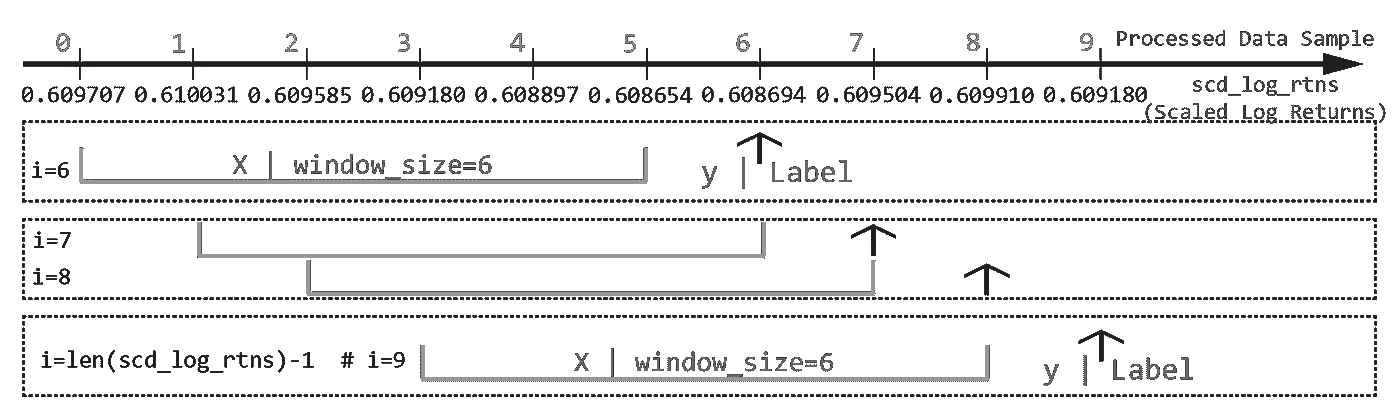 0 1 2 3 4 5 6 7 8 9 Processed Data Sample
0.609707 0.610031 0.609585 0.609180 0.608897 0.608654 0.608694 0.609504 0.609910 0.609180 scd_log_rtns
(Scaled Log Returns)
i=6 X | window_size=6 y | Label
i=7
i=8
i=len(scd_log_rtns)-1 # i=9 X | window_size=6 y | Label